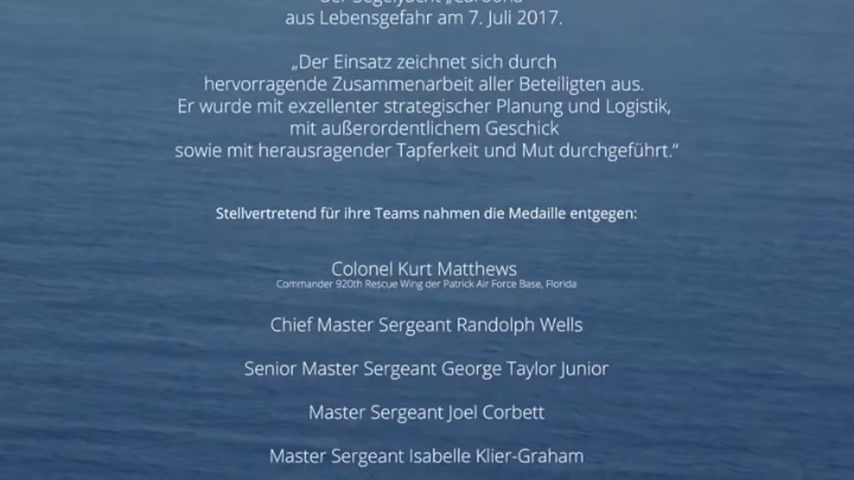 aus Lebensgefahr am 7. Juli 2017.
„Der Einsatz zeichnet sich durch
hervorragende Zusammenarbeit aller Beteiligten aus.
Er wurde mit exzellenter strategischer Planung und Logistik,
mit außerordentlichem Geschick
sowie mit herausragender Tapferkeit und Mut durchgeführt.“
Stellvertretend für ihre Teams nahmen die Medaille entgegen:
Colonel Kurt Matthews
Commander 920th Rescue Wing der Patrick Air Force Base, Florida
Chief Master Sergeant Randolph Wells
Senior Master Sergeant George Taylor Junior
Master Sergeant Joel Corbett
Master Sergeant Isabelle Klier-Graham